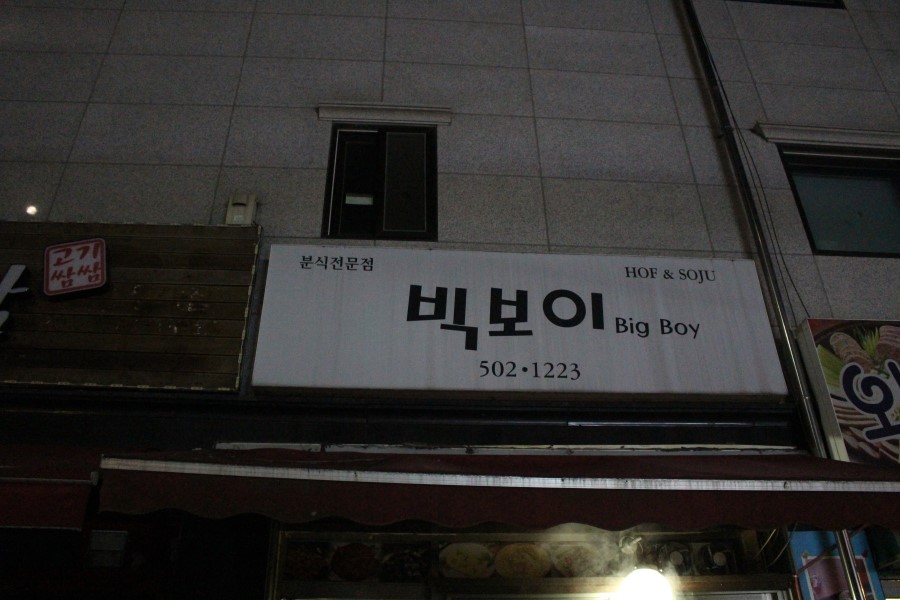 고기
쌈쌈
분식전문점
HOF & SOJU
빅보이 Big Boy
502·1223